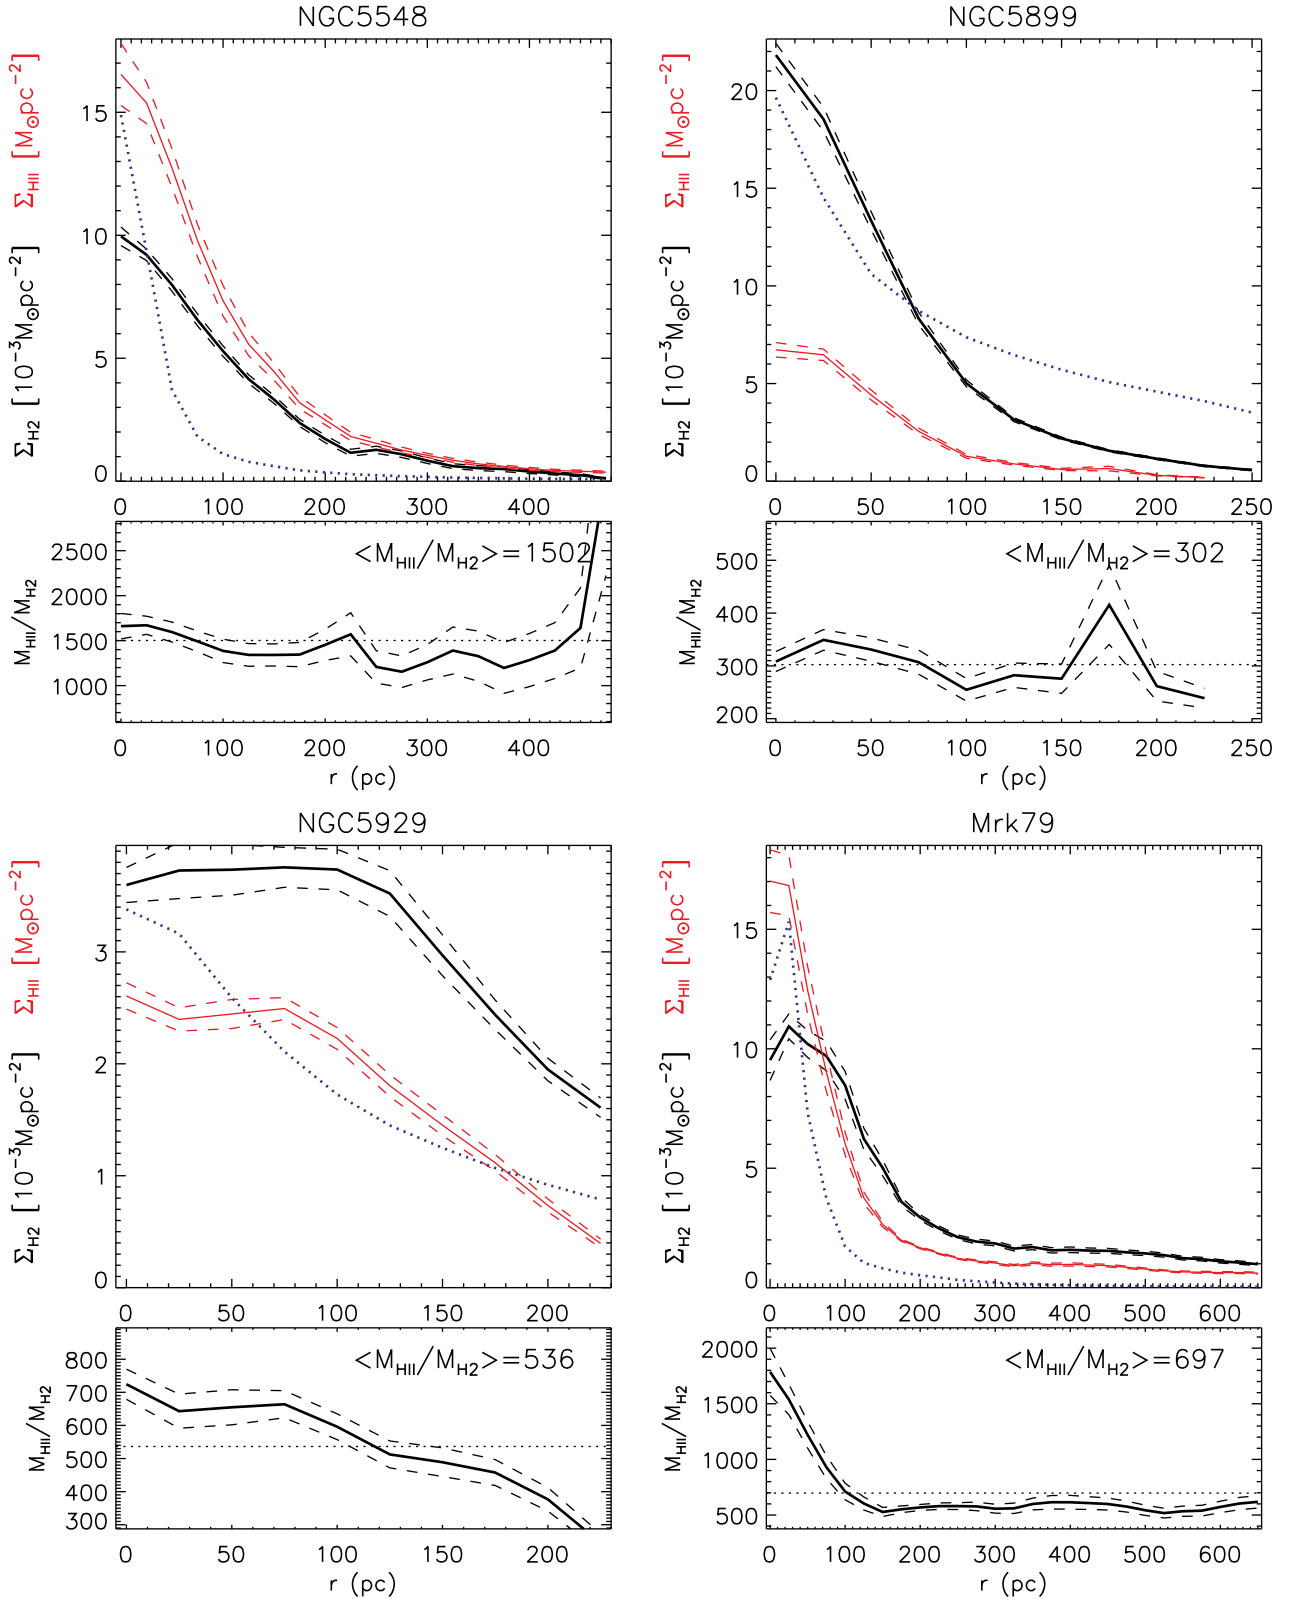 NGC5548
Σ_H2 [10⁻³M⊙pc⁻²] Σ_HII [M⊙pc⁻²]
15
10
5
0
0 100 200 300 400
<M_HII/M_H2>=1502
M_HII/M_H2
2500
2000
1500
1000
0 100 200 300 400
r (pc)
NGC5899
Σ_H2 [10⁻³M⊙pc⁻²] Σ_HII [M⊙pc⁻²]
20
15
10
5
0
0 50 100 150 200 250
<M_HII/M_H2>=302
M_HII/M_H2
500
400
300
200
0 50 100 150 200 250
r (pc)
NGC5929
Σ_H2 [10⁻³M⊙pc⁻²] Σ_HII [M⊙pc⁻²]
3
2
1
0
0 50 100 150 200
<M_HII/M_H2>=536
M_HII/M_H2
800
700
600
500
400
300
0 50 100 150 200
r (pc)
Mrk79
Σ_H2 [10⁻³M⊙pc⁻²] Σ_HII [M⊙pc⁻²]
15
10
5
0
0 100 200 300 400 500 600
<M_HII/M_H2>=697
M_HII/M_H2
2000
1500
1000
500
0 100 200 300 400 500 600
r (pc)